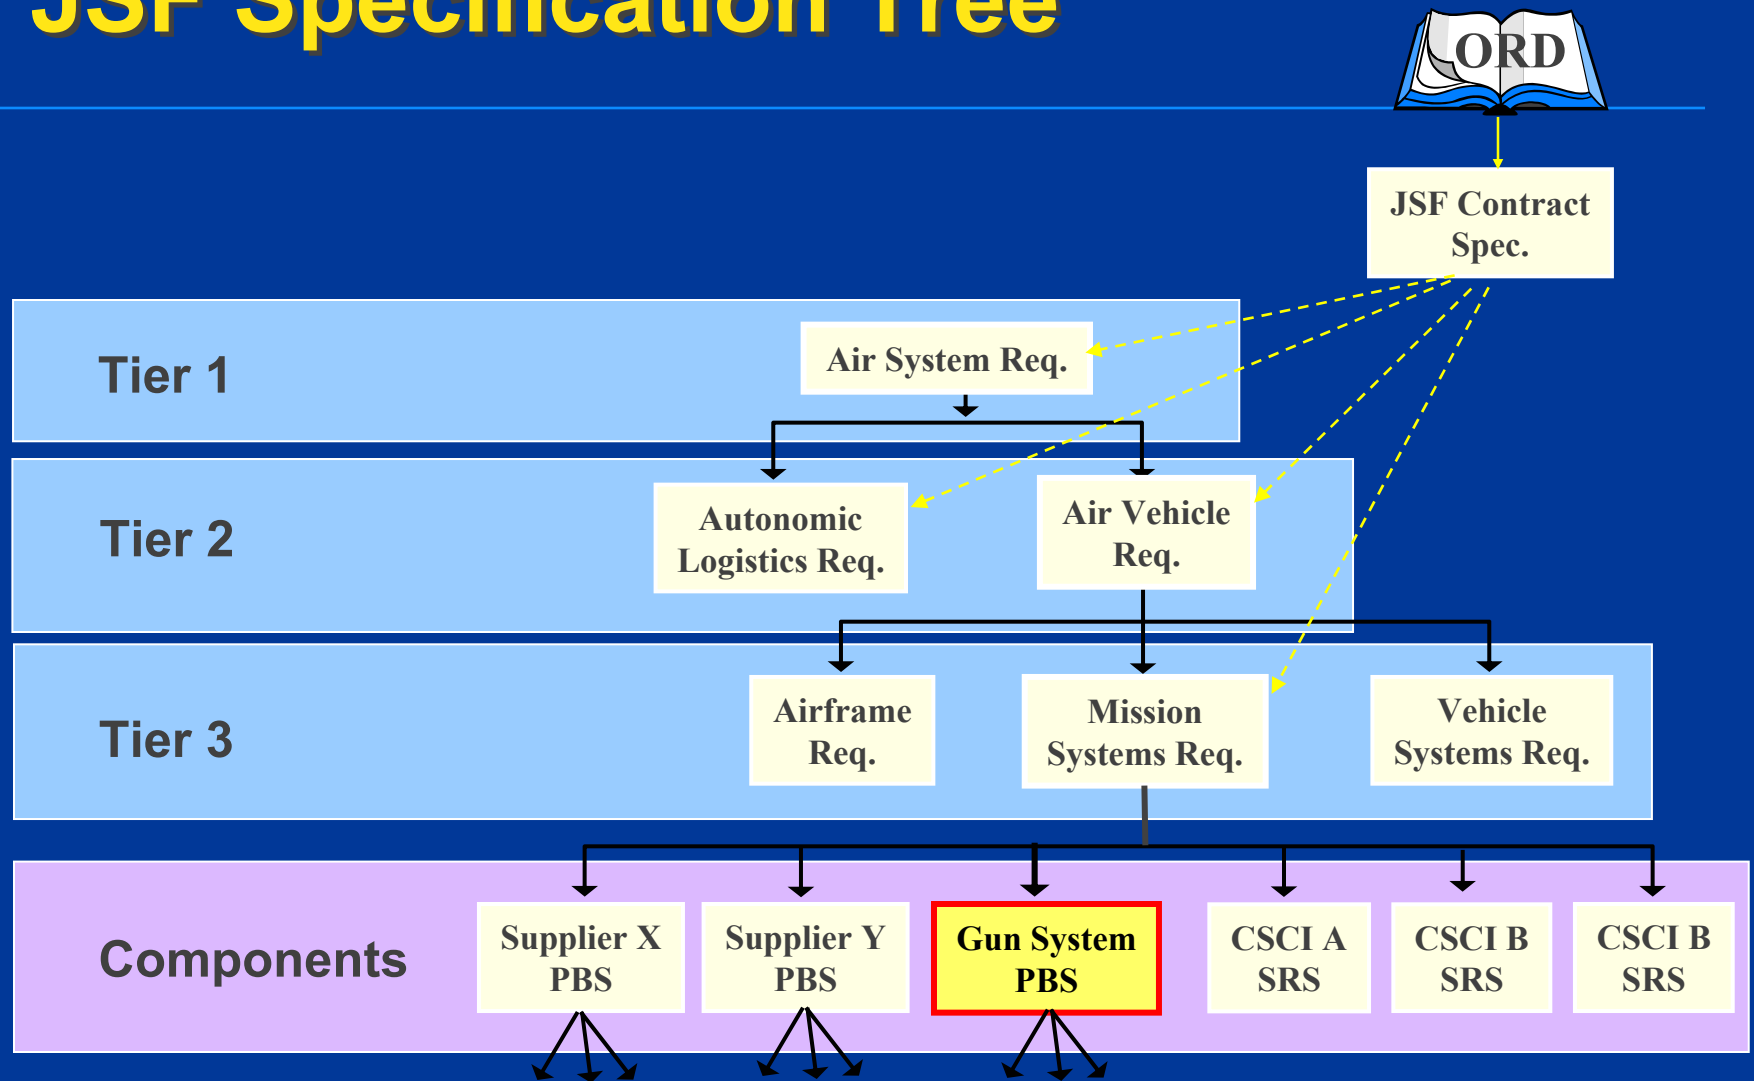 JSF Specification Tree
ORD
JSF Contract
Spec.
Tier 1
Air System Req.
Tier 2
Autonomic
Logistics Req.
Air Vehicle
Req.
Tier 3
Airframe
Req.
Mission
Systems Req.
Vehicle
Systems Req.
Components
Supplier X
PBS
Supplier Y
PBS
Gun System
PBS
CSCI A
SRS
CSCI B
SRS
CSCI B
SRS